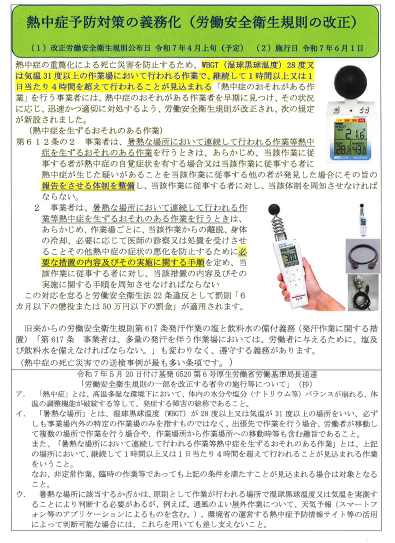 熱中症予防対策の義務化（労働安全衛生規則の改正）
（1）改正労働安全衛生規則公布日 令和７年４月上旬（予定）　（2）施行日 令和７年６月１日
熱中症の重篤化による死亡災害を防止するため、WBGT（湿球黒球温度）28 度又
は気温 31 度以上の作業場において行われる作業で、継続して１時間以上又は１
日当たり４時間を超えて行われることが見込まれる「熱中症のおそれがある作
業」を行う事業者には、熱中症のおそれがある作業者を早期に見つけ、その状況
に応じ、迅速かつ適切に対処するよう、労働安全衛生規則が改正され、次の規定
が新設されました。
（熱中症を生ずるおそれのある作業）
第６１２条の２　事業者は、暑熱な場所において連続して行われる作業等熱中
症を生ずるおそれのある作業を行うときは、あらかじめ、当該作業に従
事する者が熱中症の自覚症状を有する場合又は当該作業に従事する者に
熱中症が生じた疑いがあることを当該作業に従事する他の者が発見した場合にその旨の
報告をさせる体制を整備し、当該作業に従事する者に対し、当該体制を周知させなければ
ならない。
２　事業者は、暑熱な場所において連続して行われる作
業等熱中症を生ずるおそれのある作業を行うときは、
あらかじめ、作業場ごとに、当該作業からの離脱、身体
の冷却、必要に応じて医師の診察又は処置を受けさせ
ることその他熱中症の症状の悪化を防止するために必
要な措置の内容及びその実施に関する手順を定め、当
該作業に従事する者に対し、当該措置の内容及びその
実施に関する手順を周知させなければならない
この対応を怠ると労働安全衛生法 22 条違反として罰則「６
カ月以下の懲役または 50 万円以下の罰金」が適用されます。
旧来からの労働安全衛生規則第 617 条発汗作業の塩と飲料水の備付義務（発汗作業に関する措
置）「第 617 条　事業者は、多量の発汗を伴う作業場においては、労働者に与えるために、塩及
び飲料水を備えなければならない。」も変わりなく、遵守する義務があります。
（熱中症の死亡災害での送検事例が最も多い条項です。）
令和７年５月 20 日付け基発 0520 第６号厚生労働省労働基準局長通達
「労働安全衛生規則の一部を改正する省令の施行等について」（抄）
ア．　「熱中症」とは、高温多湿な環境下において、体内の水分や塩分（ナトリウム等）バランスが崩れる、体
温の調整機能が破綻する等して、発症する障害の総称であること。
イ．　「暑熱な場所」とは、湿球黒球温度（WBGT）が 28 度以上又は気温が 31 度以上の場所をいい、必ず
しも事業場内外の特定の作業場のみを指すものではなく、出張先で作業を行う場合、労働者が移動し
て複数の場所で作業を行う場合や、作業場所から作業場所への移動時等も含む趣旨であること。
また、「暑熱な場所において連続して行われる作業等熱中症を生ずるおそれのある作業」とは、上記
の場所において、継続して１時間以上又は１日当たり４時間を超えて行われることが見込まれる作業
をいうこと。
なお、非定常作業、臨時の作業等であっても上記の条件を満たすことが見込まれる場合は対象となる
こと。
ウ．　暑熱な場所に該当するか否かは、原則として作業が行われる場所で湿球黒球温度又は気温を実測す
ることにより判断する必要があるが、例えば、通風のよい屋外作業について、天気予報（スマートフ
ォン等のアプリケーションによるものを含む。）、環境省の運営する熱中症予防情報サイト等の活用
によって判断可能な場合には、これらを用いても差し支えないこと。